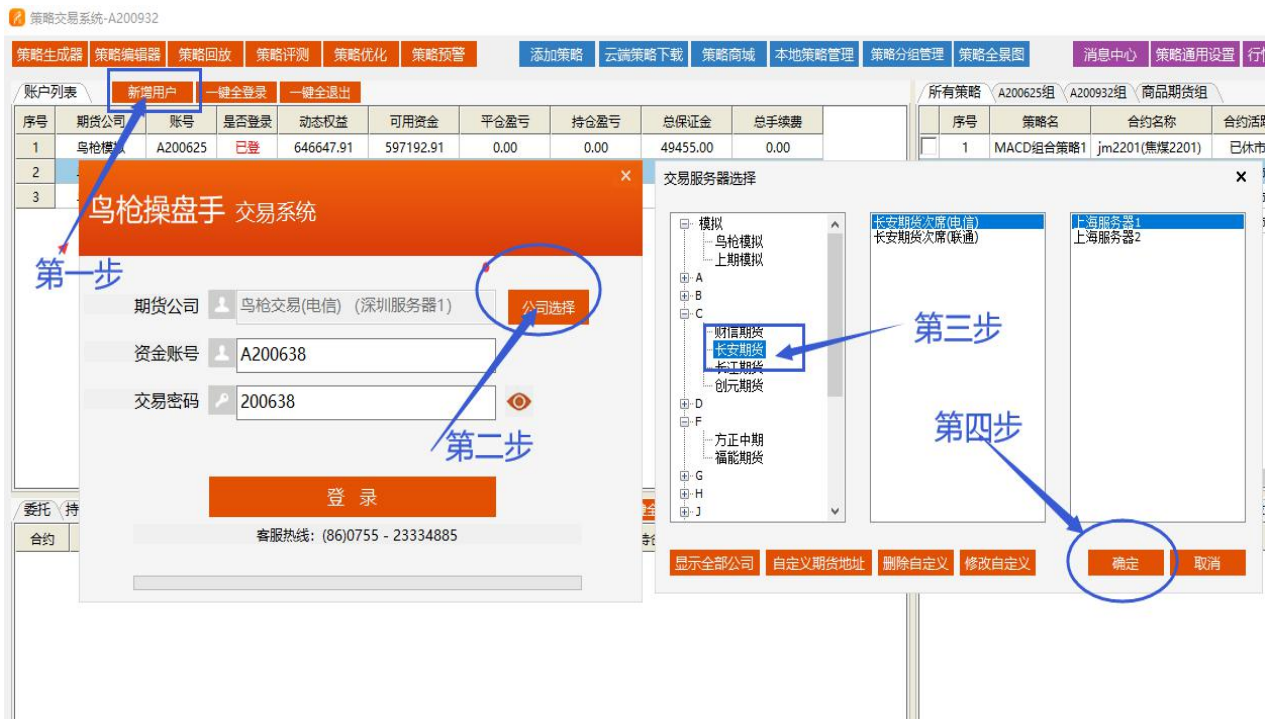 策略交易系统-A200932
策略生成器 策略编辑器 策略回放 策略评测 策略优化 策略预警 添加策略 云端策略下载 策略商城 本地策略管理 策略分组管理 策略全景图 消息中心 策略通用设置
账户列表 新增用户 一键全登录 一键全退出
所有策略 A200625组 A200932组 商品期货组
序号 期货公司 账号 是否登录 动态权益 可用资金 平仓盈亏 持仓盈亏 总保证金 总手续费
序号 策略名 合约名称
1 鸟枪模拟 A200625 已登 646647.91 597192.91 0.00 0.00 49455.00 0.00
1 MACD组合策略1 jm2201(焦煤2201) 已休市
2
3
第一步
鸟枪操盘手 交易系统
期货公司 鸟枪交易(电信) (深圳服务器1) 公司选择
资金账号 A200638
交易密码 200638
第二步
登 录
客服热线: (86)0755 - 23334885
委托
合约
交易服务器选择
模拟
鸟枪模拟
上期模拟
A
B
C
财信期货
长安期货
长江期货
创元期货
D
F
方正中期
福能期货
G
H
J
长安期货次席(电信)
长安期货次席(联通)
上海服务器1
上海服务器2
第三步
第四步
显示全部公司 自定义期货地址 删除自定义 修改自定义 确定 取消